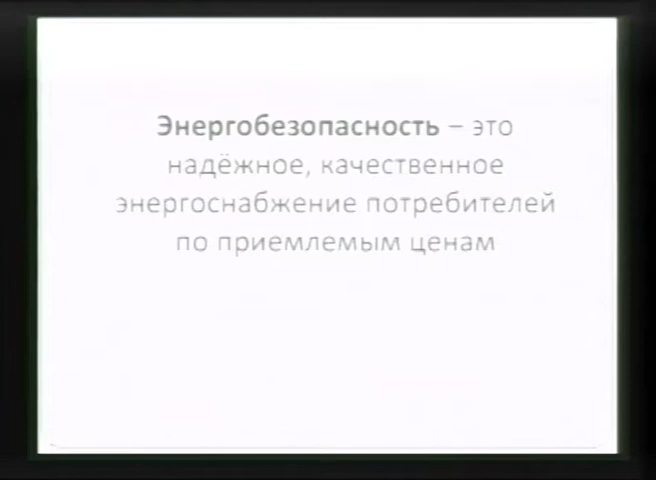 Энергобезопасность – это
надёжное, качественное
энергоснабжение потребителей
по приемлемым ценам